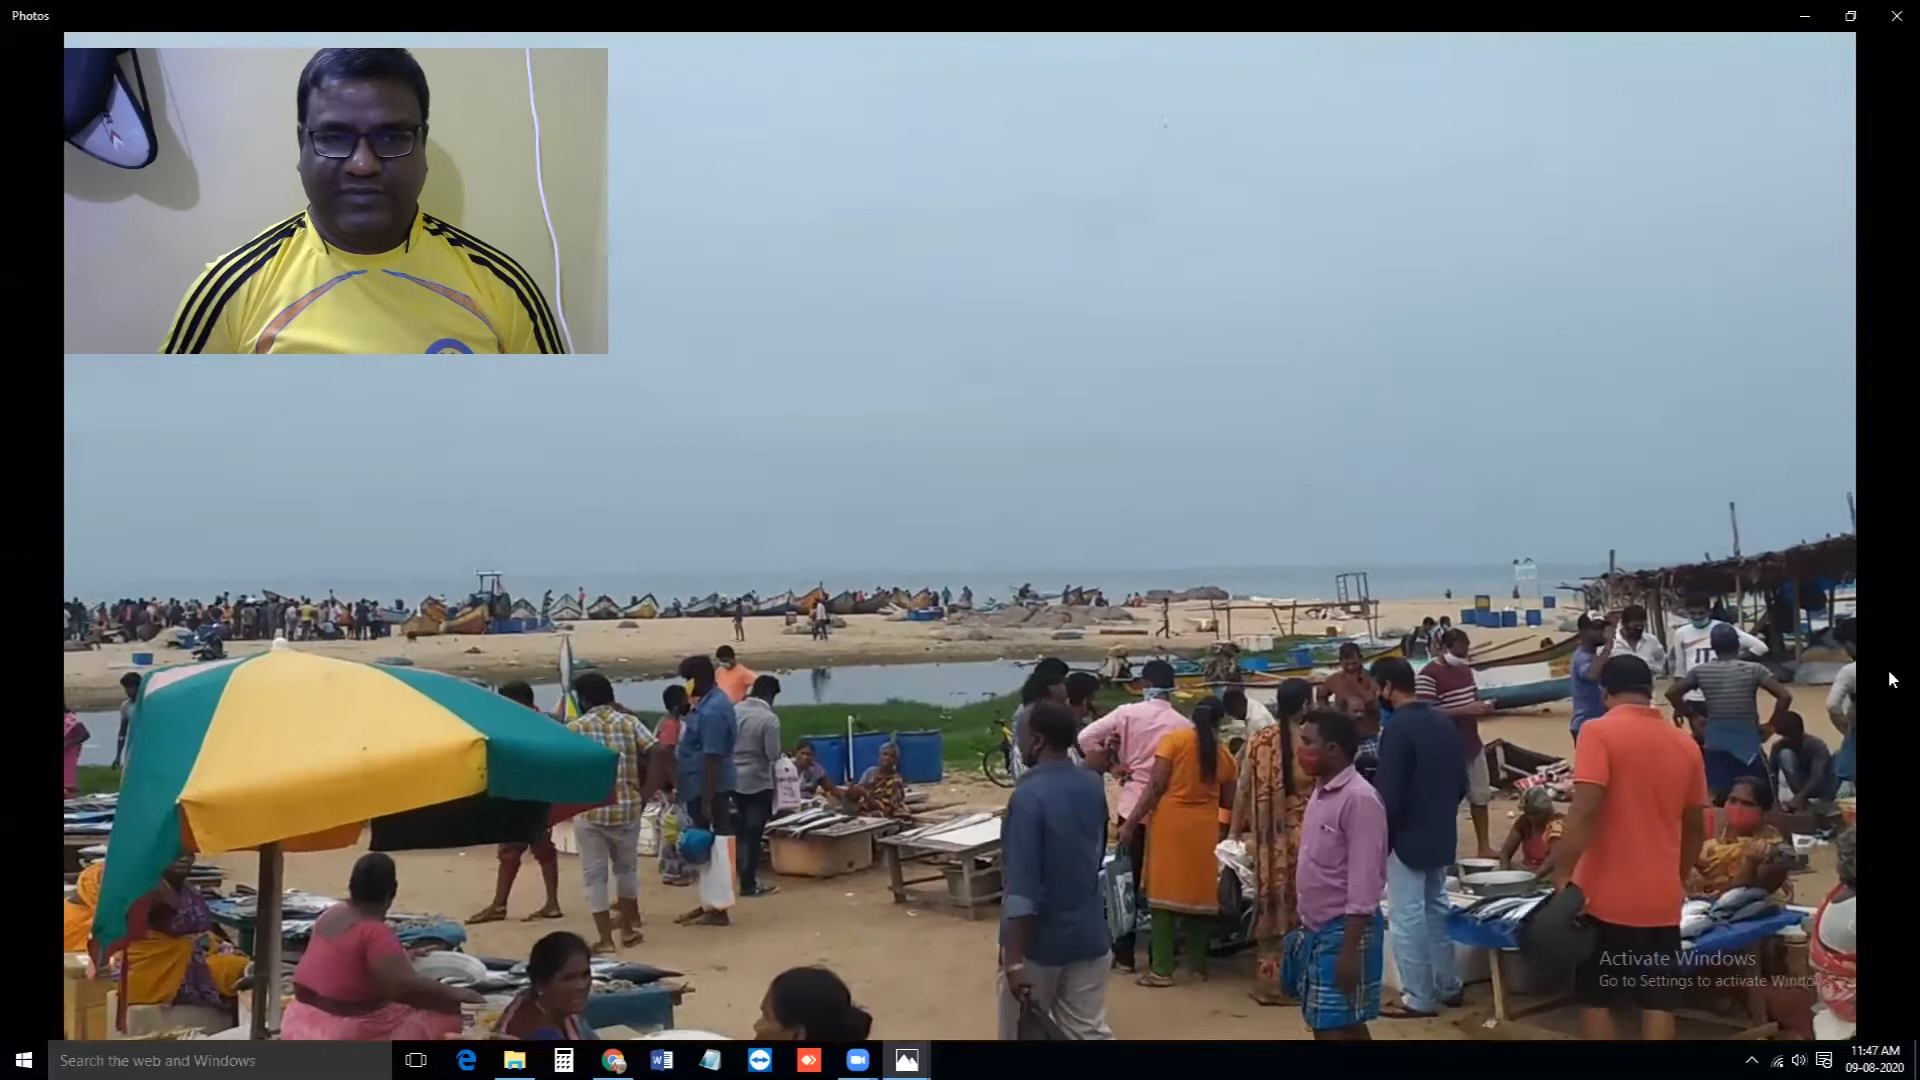 Photos
IT
Activate Windows
Go to Settings to activate Windo
Search the web and Windows
11:47 AM
09-08-2020